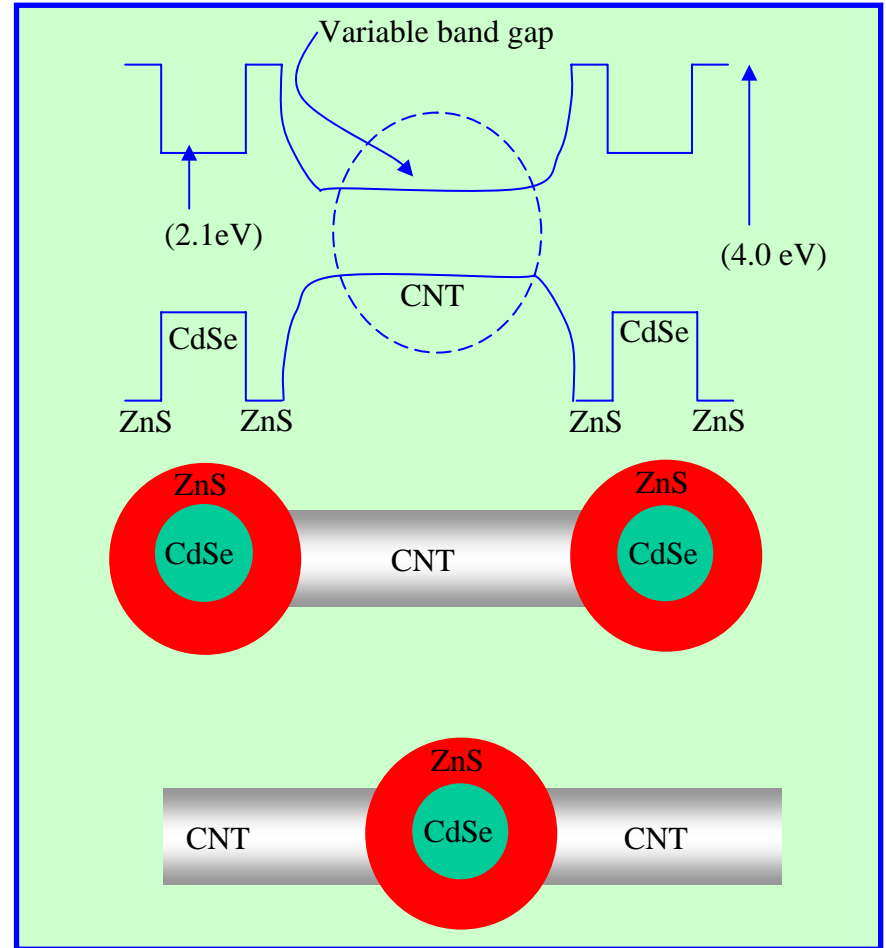 Variable band gap
(2.1eV)
(4.0 eV)
CNT
CdSe
CdSe
ZnS
ZnS
ZnS
ZnS
ZnS
ZnS
CdSe
CNT
CdSe
ZnS
CNT
CdSe
CNT